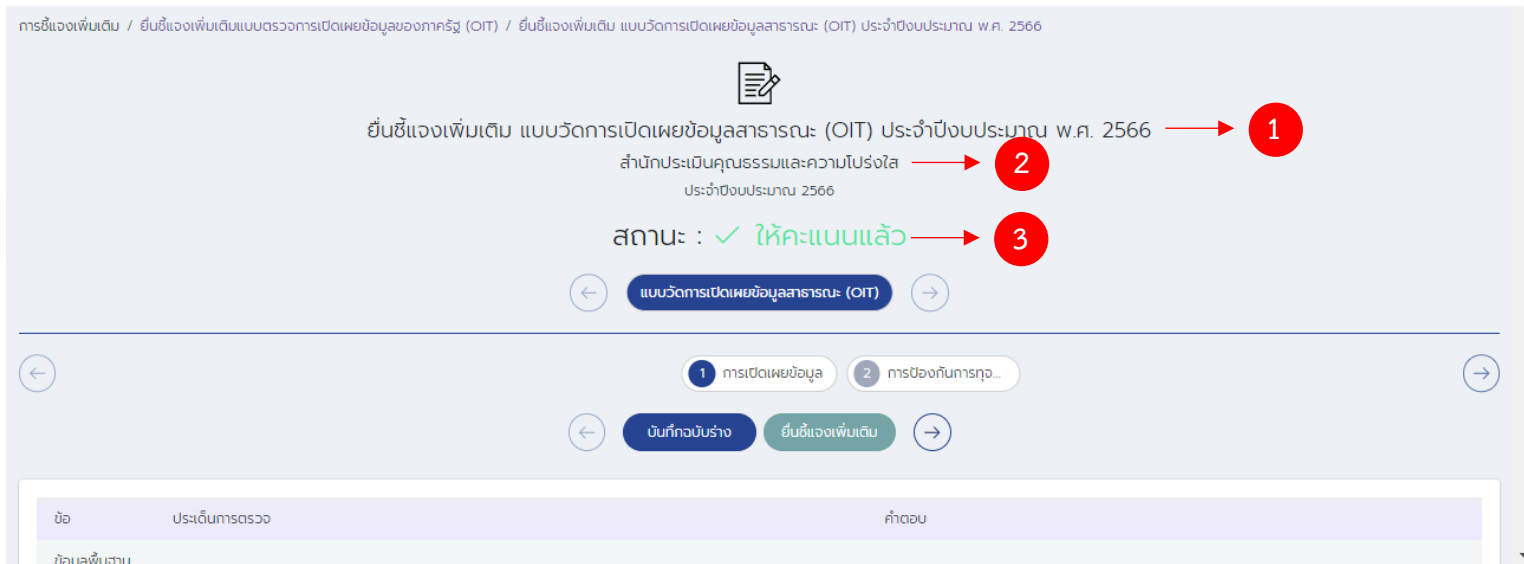 การชี้แจงเพิ่มเติม / ยื่นชี้แจงเพิ่มเติมแบบตรวจการเปิดเผยข้อมูลของภาครัฐ (OIT) / ยื่นชี้แจงเพิ่มเติม แบบวัดการเปิดเผยข้อมูลสาธารณะ (OIT) ประจำปีงบประมาณ พ.ศ. 2566
ยื่นชี้แจงเพิ่มเติม แบบวัดการเปิดเผยข้อมูลสาธารณะ (OIT) ประจำปีงบประมาณ พ.ศ. 2566 1
สำนักประเมินคุณธรรมและความโปร่งใส 2
ประจำปีงบประมาณ 2566
สถานะ : ✓ ให้คะแนนแล้ว 3
แบบวัดการเปิดเผยข้อมูลสาธารณะ (OIT)
1 การเปิดเผยข้อมูล 2 การป้องกันการทุจ...
บันทึกฉบับร่าง ยื่นชี้แจงเพิ่มเติม
ข้อ ประเด็นการตรวจ คำตอบ
ข้อมูลพื้นฐาน